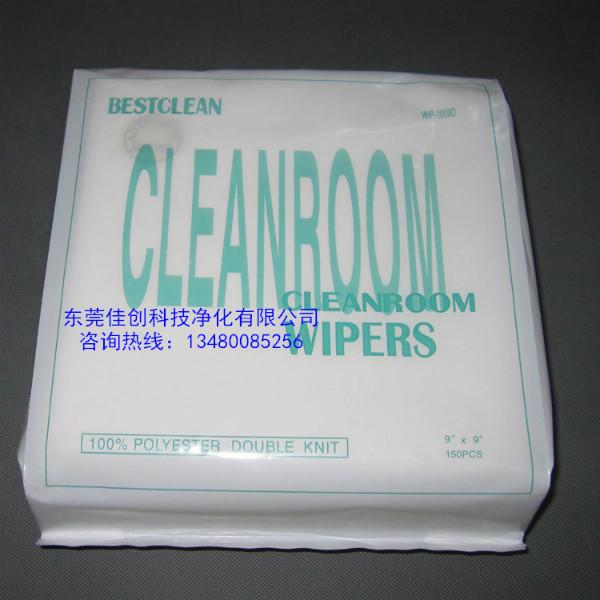 BESTCLEAN
WIP-1009D
CLEANROOM
CLEANROOM
WIPERS
东莞佳创科技净化有限公司
咨询热线：13480085256
100% POLYESTER DOUBLE KNIT
9" x 9"
150PCS